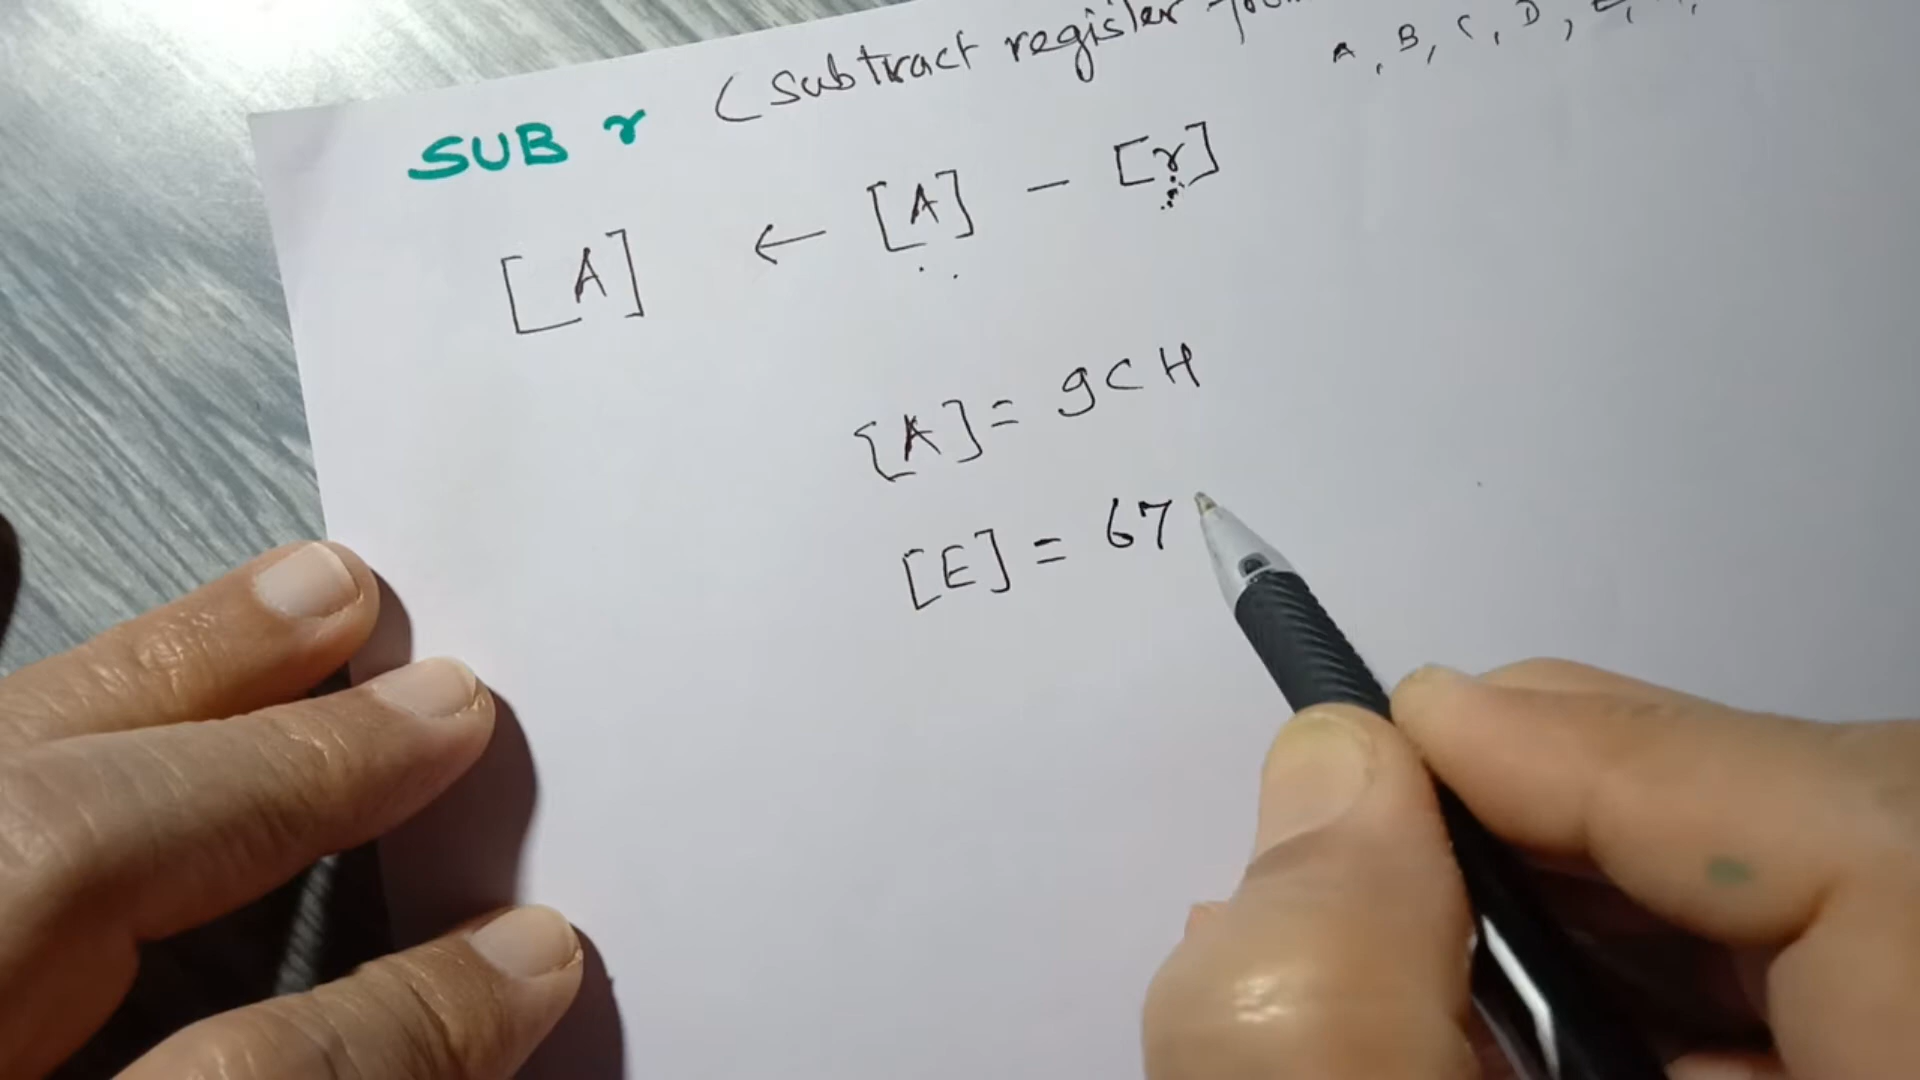 SUB r (Subtract register
A, B, C, D,
[A] ← [A] - [r]
[A] = 9CH
[E] = 67